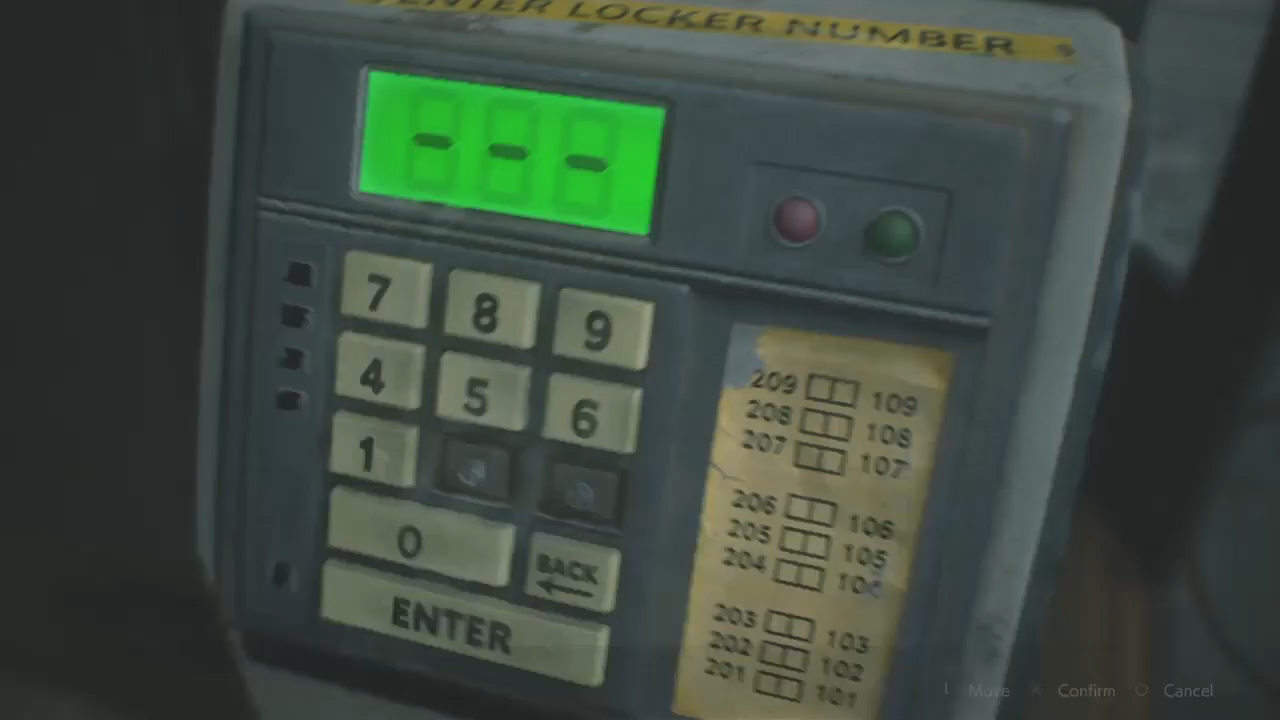 ENTER LOCKER NUMBER
7 8 9
4 5 6
1
0 BACK
ENTER
209 109
208 108
207 107
206 106
205 105
204
203 103
202 102
201 101
Move Confirm Cancel